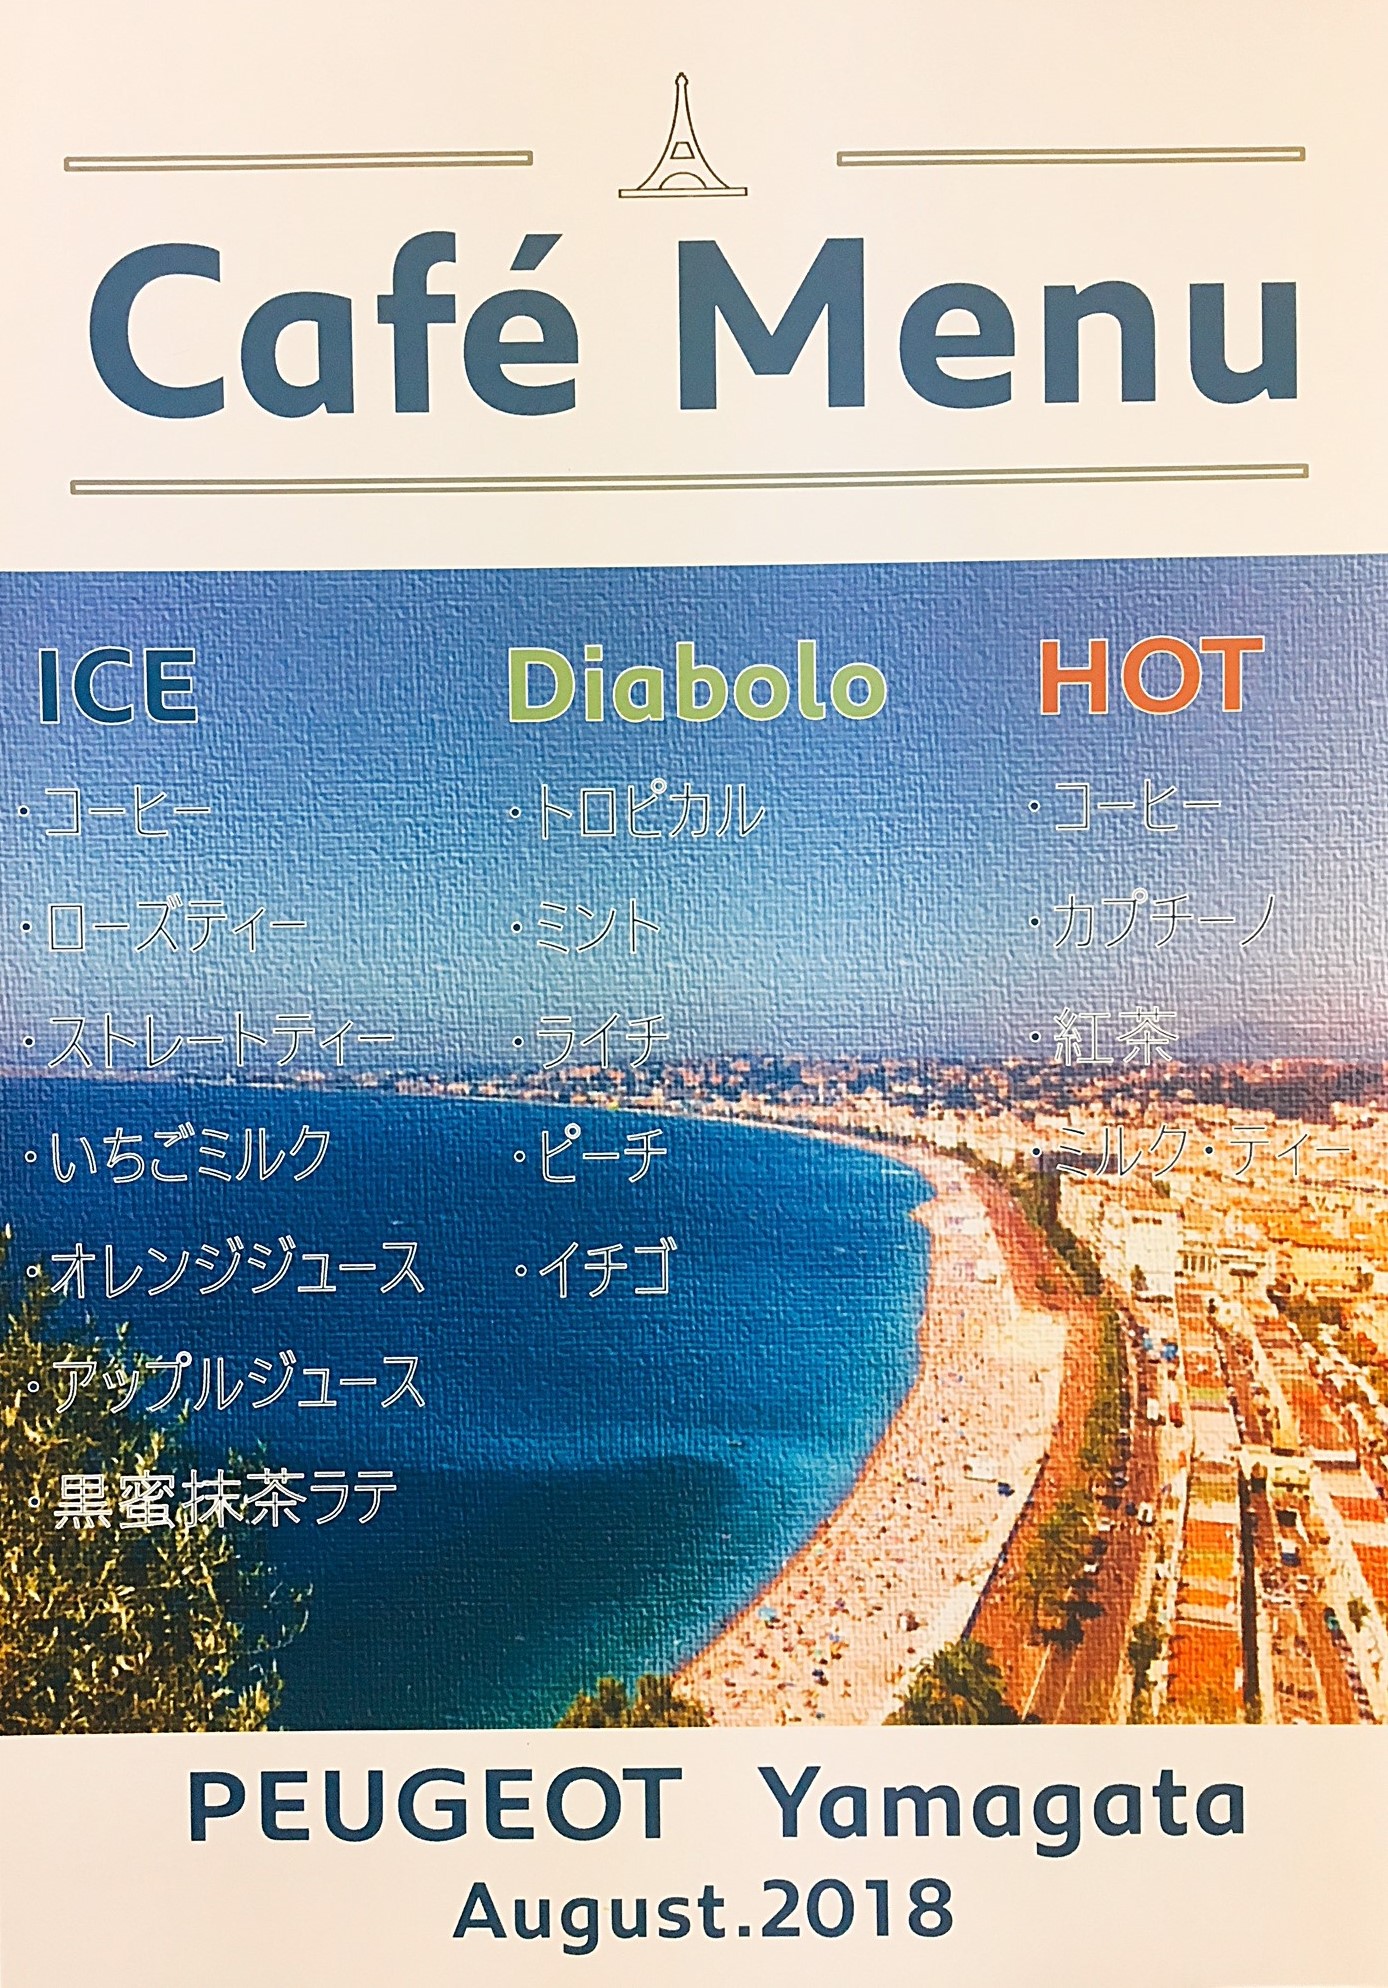 Café Menu
ICE
・コーヒー
・ローズティー
・ストレートティー
・いちごミルク
・オレンジジュース
・アップルジュース
・黒蜜抹茶ラテ
Diabolo
・トロピカル
・ミント
・ライチ
・ピーチ
・イチゴ
HOT
・コーヒー
・カプチーノ
・紅茶
・ミルク・ティー
PEUGEOT Yamagata
August.2018